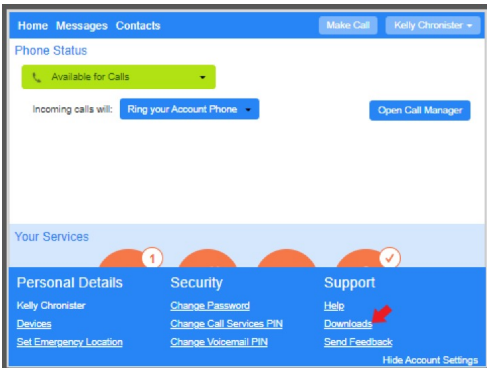 Home Messages Contacts Make Call Kelly Chronister
Phone Status
Available for Calls
Incoming calls will: Ring your Account Phone Open Call Manager
Your Services
1
Personal Details Security Support
Kelly Chronister Change Password Help
Devices Change Call Services PIN Downloads
Set Emergency Location Change Voicemail PIN Send Feedback
Hide Account Settings